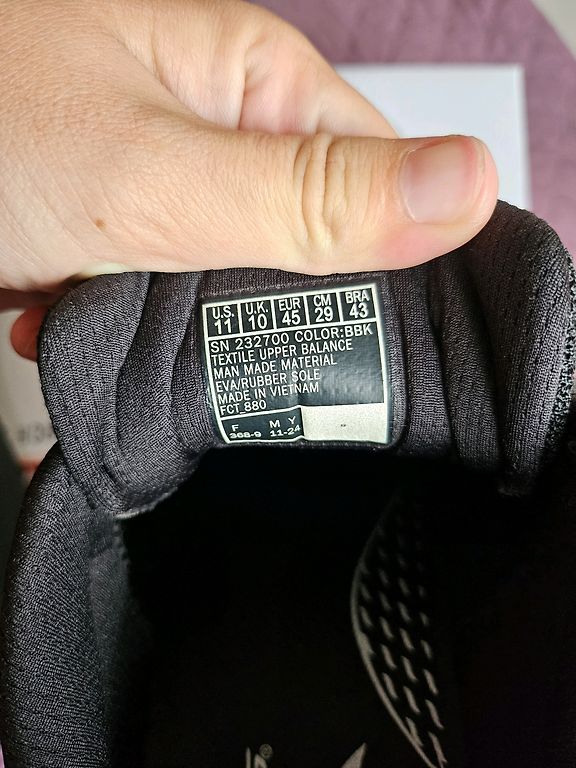 U.S. U.K. EUR CM BRA
11 10 45 29 43
SN 232700 COLOR:BBK
TEXTILE UPPER BALANCE
MAN MADE MATERIAL
EVA/RUBBER SOLE
MADE IN VIETNAM
FCT_880
F M Y
368-9 11-24